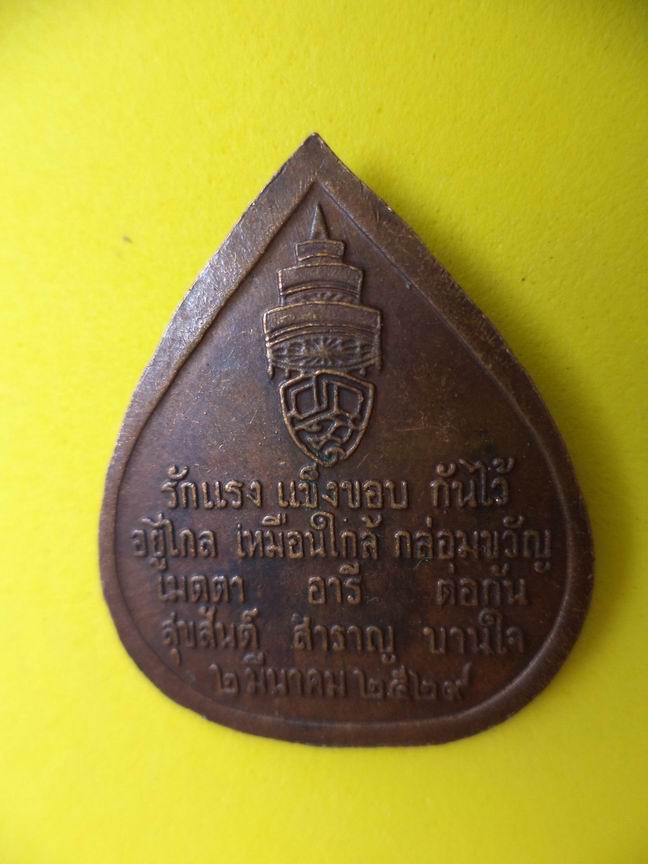 รักแรง แข็งขอบ กันไว้
อยู่ไกล เหมือนใกล้ กล่อมขวัญ
เมตตา อารี ต่อกัน
สุขสันต์ สำราญ บานใจ
๒ มีนาคม ๒๕๒๙